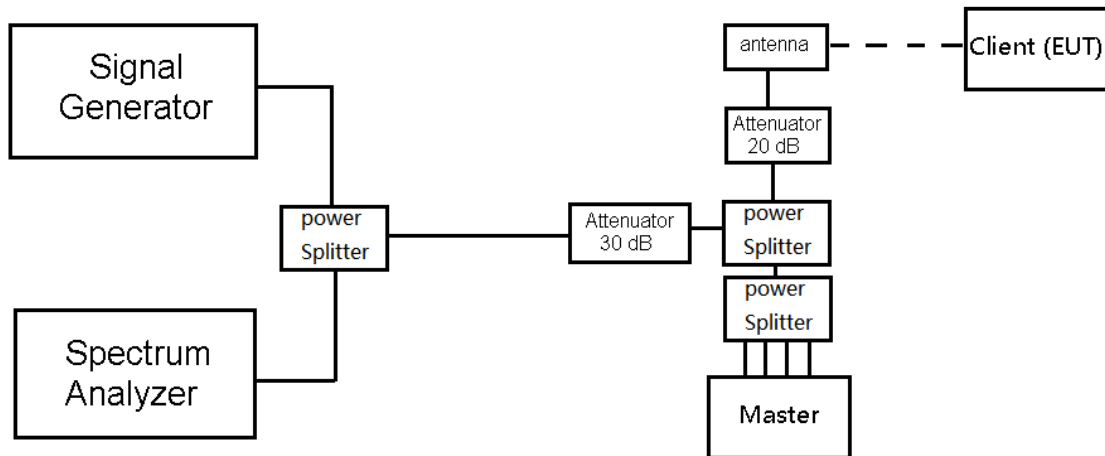 Signal
Generator
antenna
Client (EUT)
Attenuator
20 dB
power
Splitter
Attenuator
30 dB
power
Splitter
power
Splitter
Spectrum
Analyzer
Master